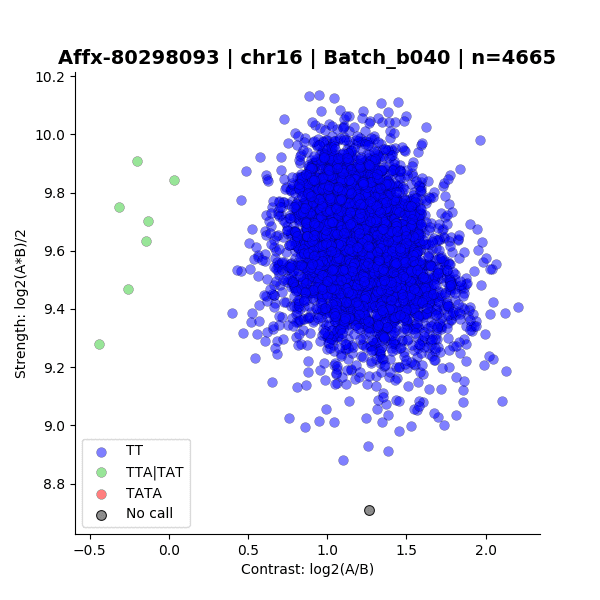 Affx-80298093 | chr16 | Batch_b040 | n=4665
Strength: log2(A*B)/2
10.2
10.0
9.8
9.6
9.4
9.2
9.0
8.8
TT
TTA|TAT
TATA
No call
−0.5 0.0 0.5 1.0 1.5 2.0
Contrast: log2(A/B)